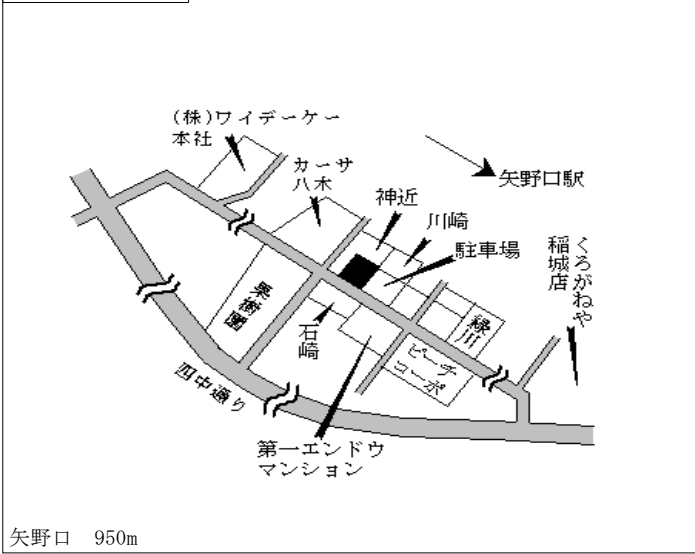 (株)ワイデーケー
本社
カーサ
八木
神近
川崎
駐車場
矢野口駅
くろがねや
稲城店
果樹園
石崎
緑川
ピーチ
コーポ
四中通り
第一エンドウ
マンション
矢野口　950m